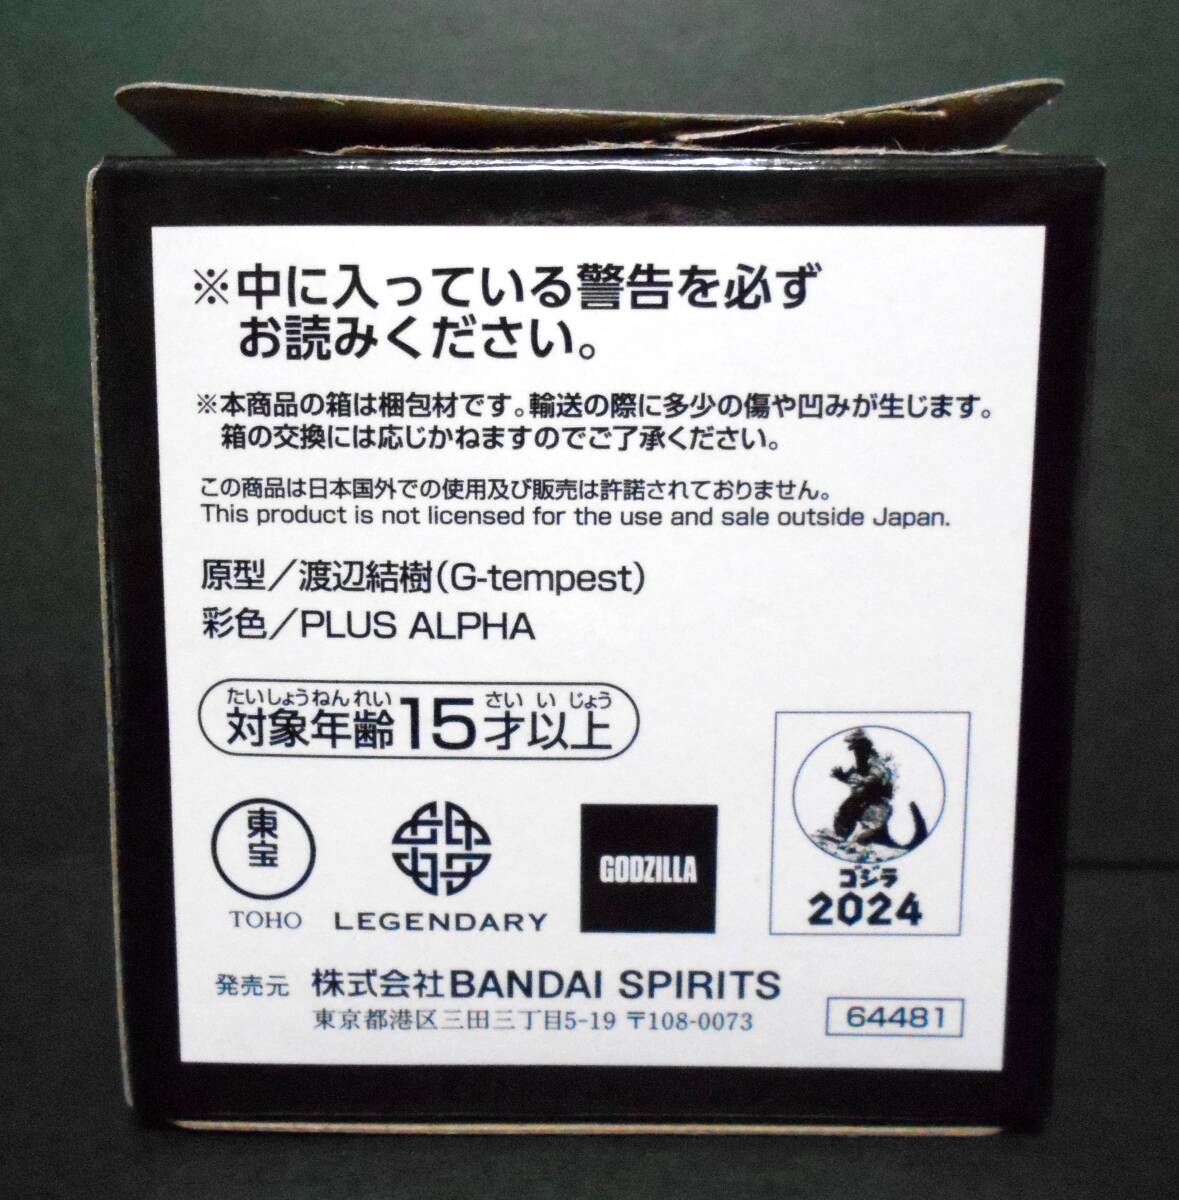 ※中に入っている警告を必ず
お読みください。
※本商品の箱は梱包材です。輸送の際に多少の傷や凹みが生じます。
箱の交換には応じかねますのでご了承ください。
この商品は日本国外での使用及び販売は許諾されておりません。
This product is not licensed for the use and sale outside Japan.
原型／渡辺結樹(G-tempest)
彩色／PLUS ALPHA
たいしょうねんれい さい い じょう
対象年齢15才以上
東宝
TOHO
LEGENDARY
GODZILLA
ゴジラ
2024
発売元 株式会社BANDAI SPIRITS
東京都港区三田三丁目5-19 〒108-0073
64481